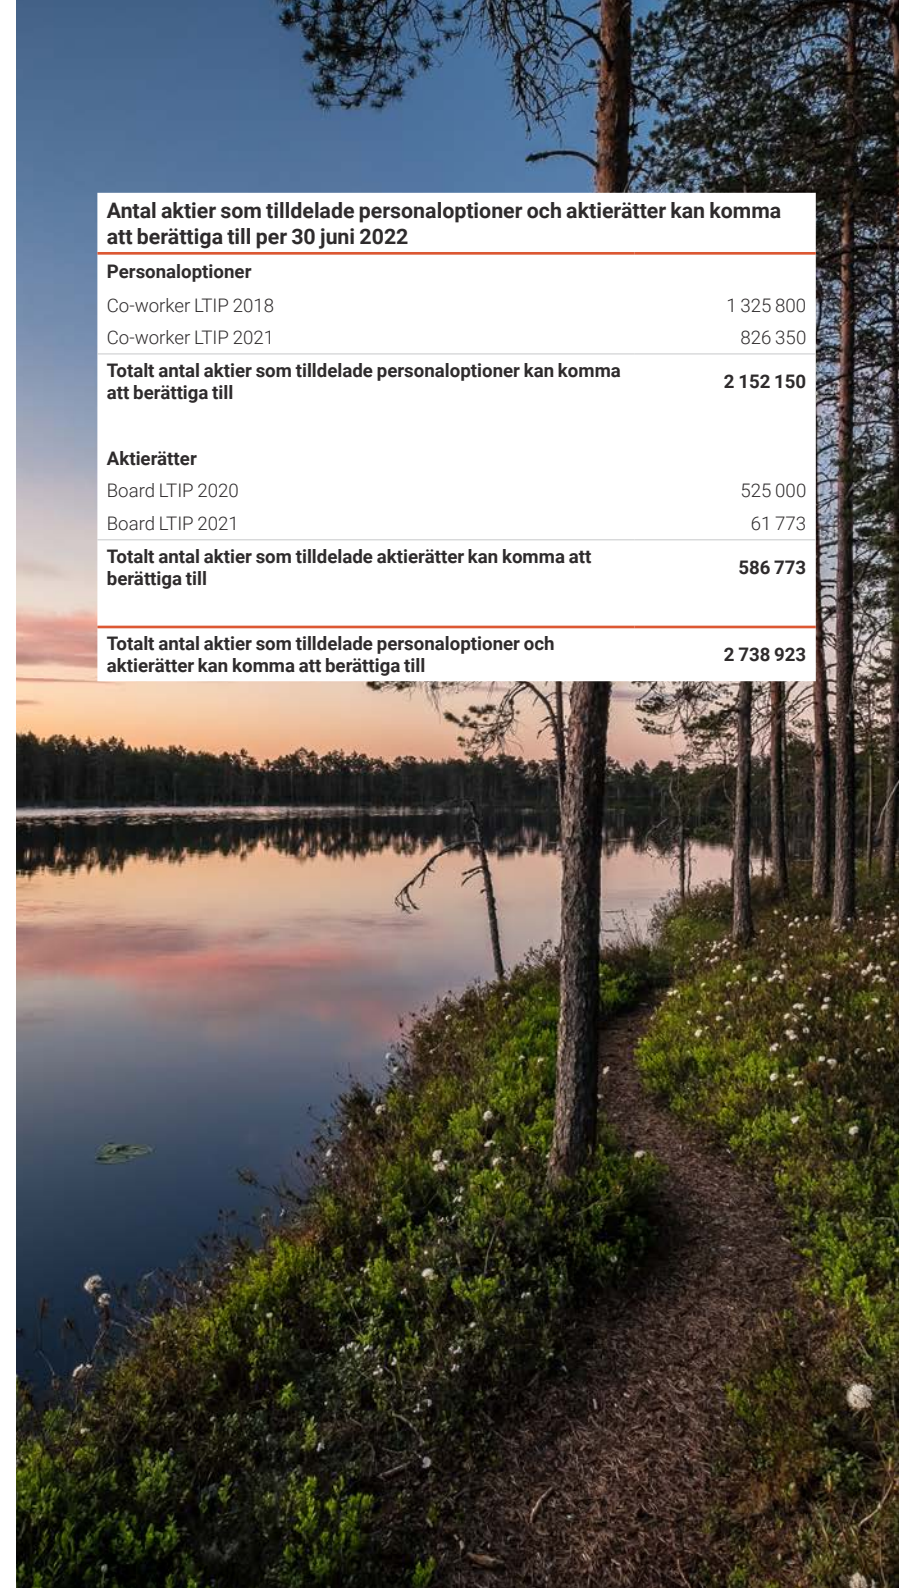 Antal aktier som tilldelade personaloptioner och aktierätter kan komma
att berättiga till per 30 juni 2022
Personaloptioner
Co-worker LTIP 2018 1 325 800
Co-worker LTIP 2021 826 350
Totalt antal aktier som tilldelade personaloptioner kan komma
att berättiga till 2 152 150
Aktierätter
Board LTIP 2020 525 000
Board LTIP 2021 61 773
Totalt antal aktier som tilldelade aktierätter kan komma att
berättiga till 586 773
Totalt antal aktier som tilldelade personaloptioner och
aktierätter kan komma att berättiga till 2 738 923